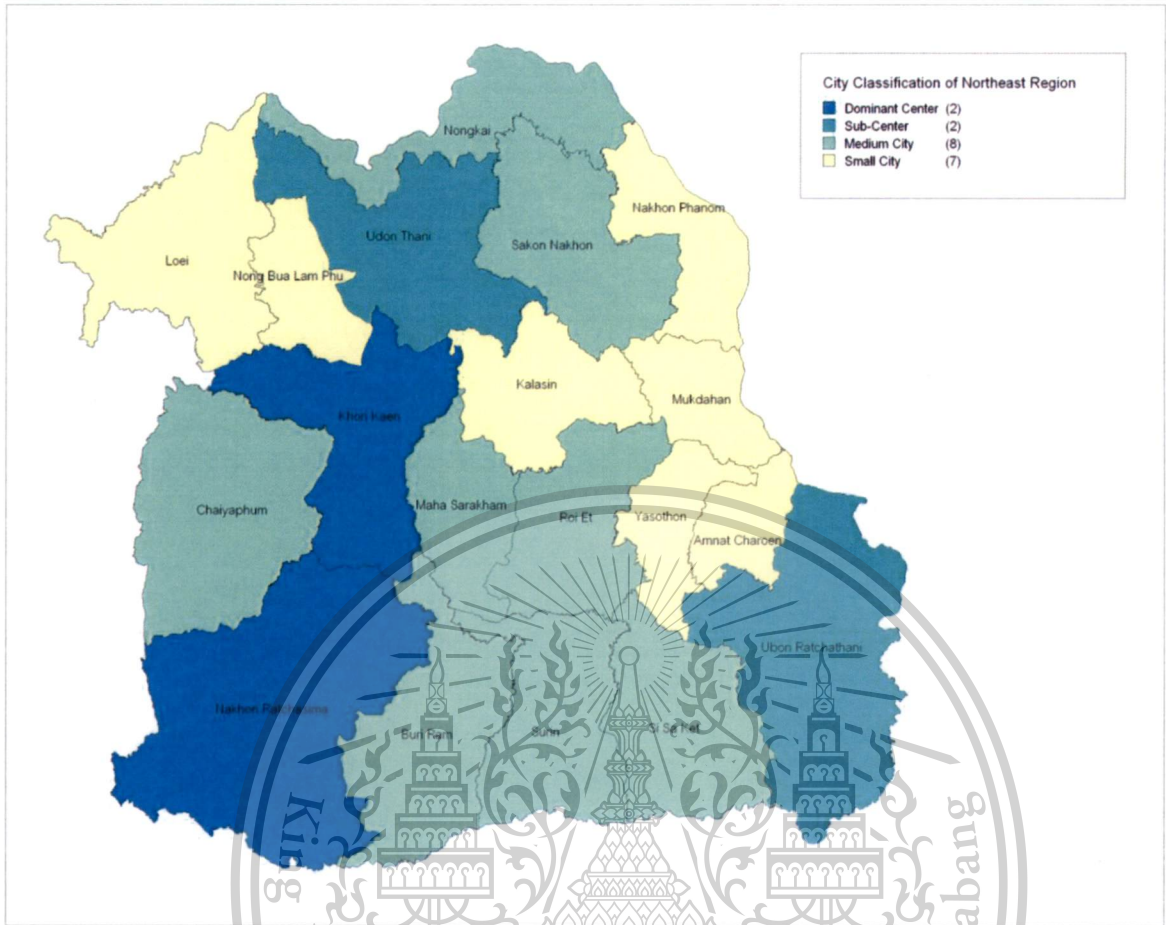 City Classification of Northeast Region
Dominant Center (2)
Sub-Center (2)
Medium City (8)
Small City (7)
Nongkai
Nakhon Phanom
Udon Thani
Sakon Nakhon
Loei
Nong Bua Lam Phu
Kalasin
Mukdahan
Khon Kaen
Chaiyaphum
Maha Sarakham
Roi Et
Yasothon
Amnat Charoen
Ubon Ratchathani
Nakhon Ratchasima
Buri Ram
Surin
Si Sa Ket
Kin
g
abang